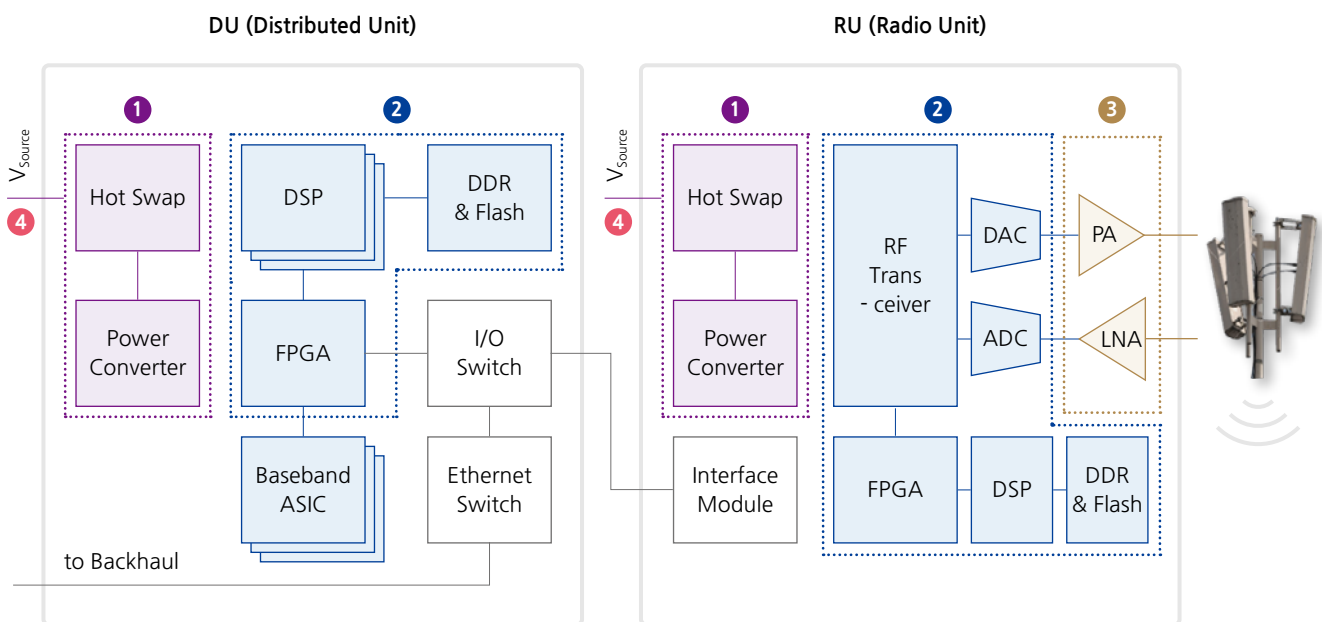 DU (Distributed Unit)
1
2
V_Source
4
Hot Swap
Power
Converter
DSP
DDR
& Flash
FPGA
I/O
Switch
Baseband
ASIC
Ethernet
Switch
to Backhaul
RU (Radio Unit)
1
2
3
V_Source
4
Hot Swap
Power
Converter
Interface
Module
RF
Trans
- ceiver
DAC
ADC
PA
LNA
FPGA
DSP
DDR
& Flash